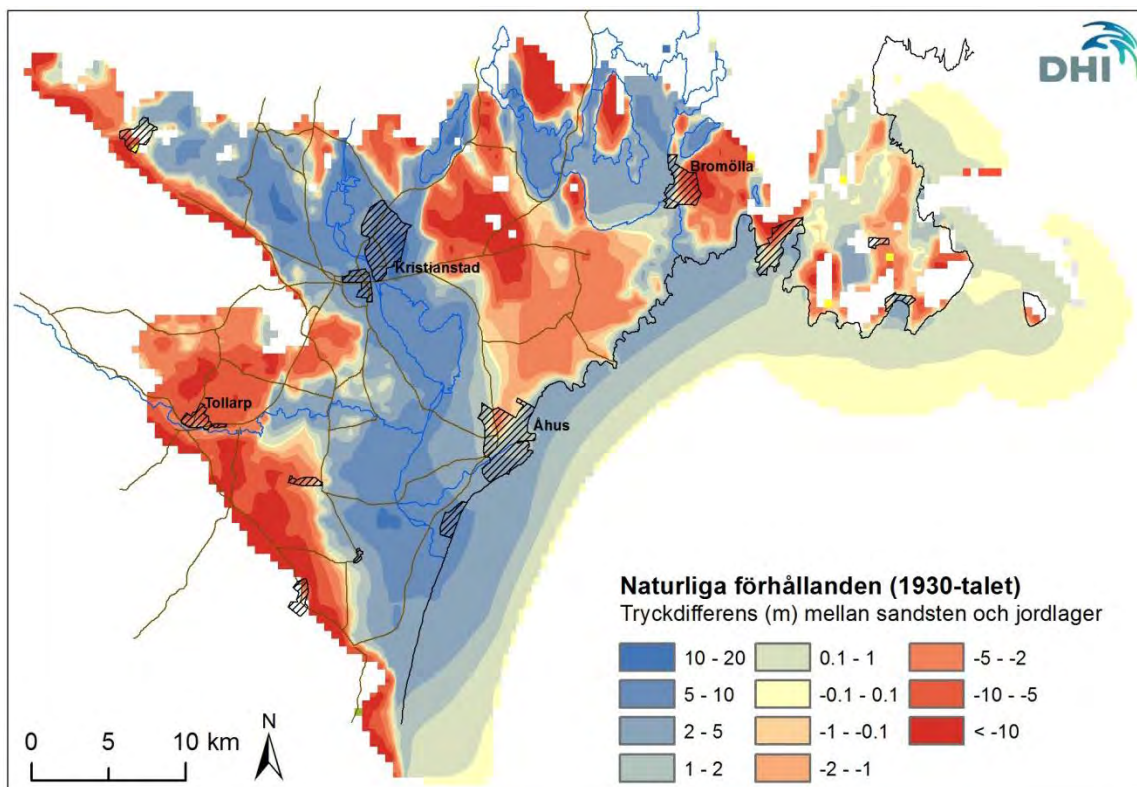 DHI
Bromölla
Kristianstad
Tollarp
Åhus
Naturliga förhållanden (1930-talet)
Tryckdifferens (m) mellan sandsten och jordlager
10 - 20
5 - 10
2 - 5
1 - 2
0.1 - 1
-0.1 - 0.1
-1 - -0.1
-2 - -1
-5 - -2
-10 - -5
< -10
N
0 5 10 km